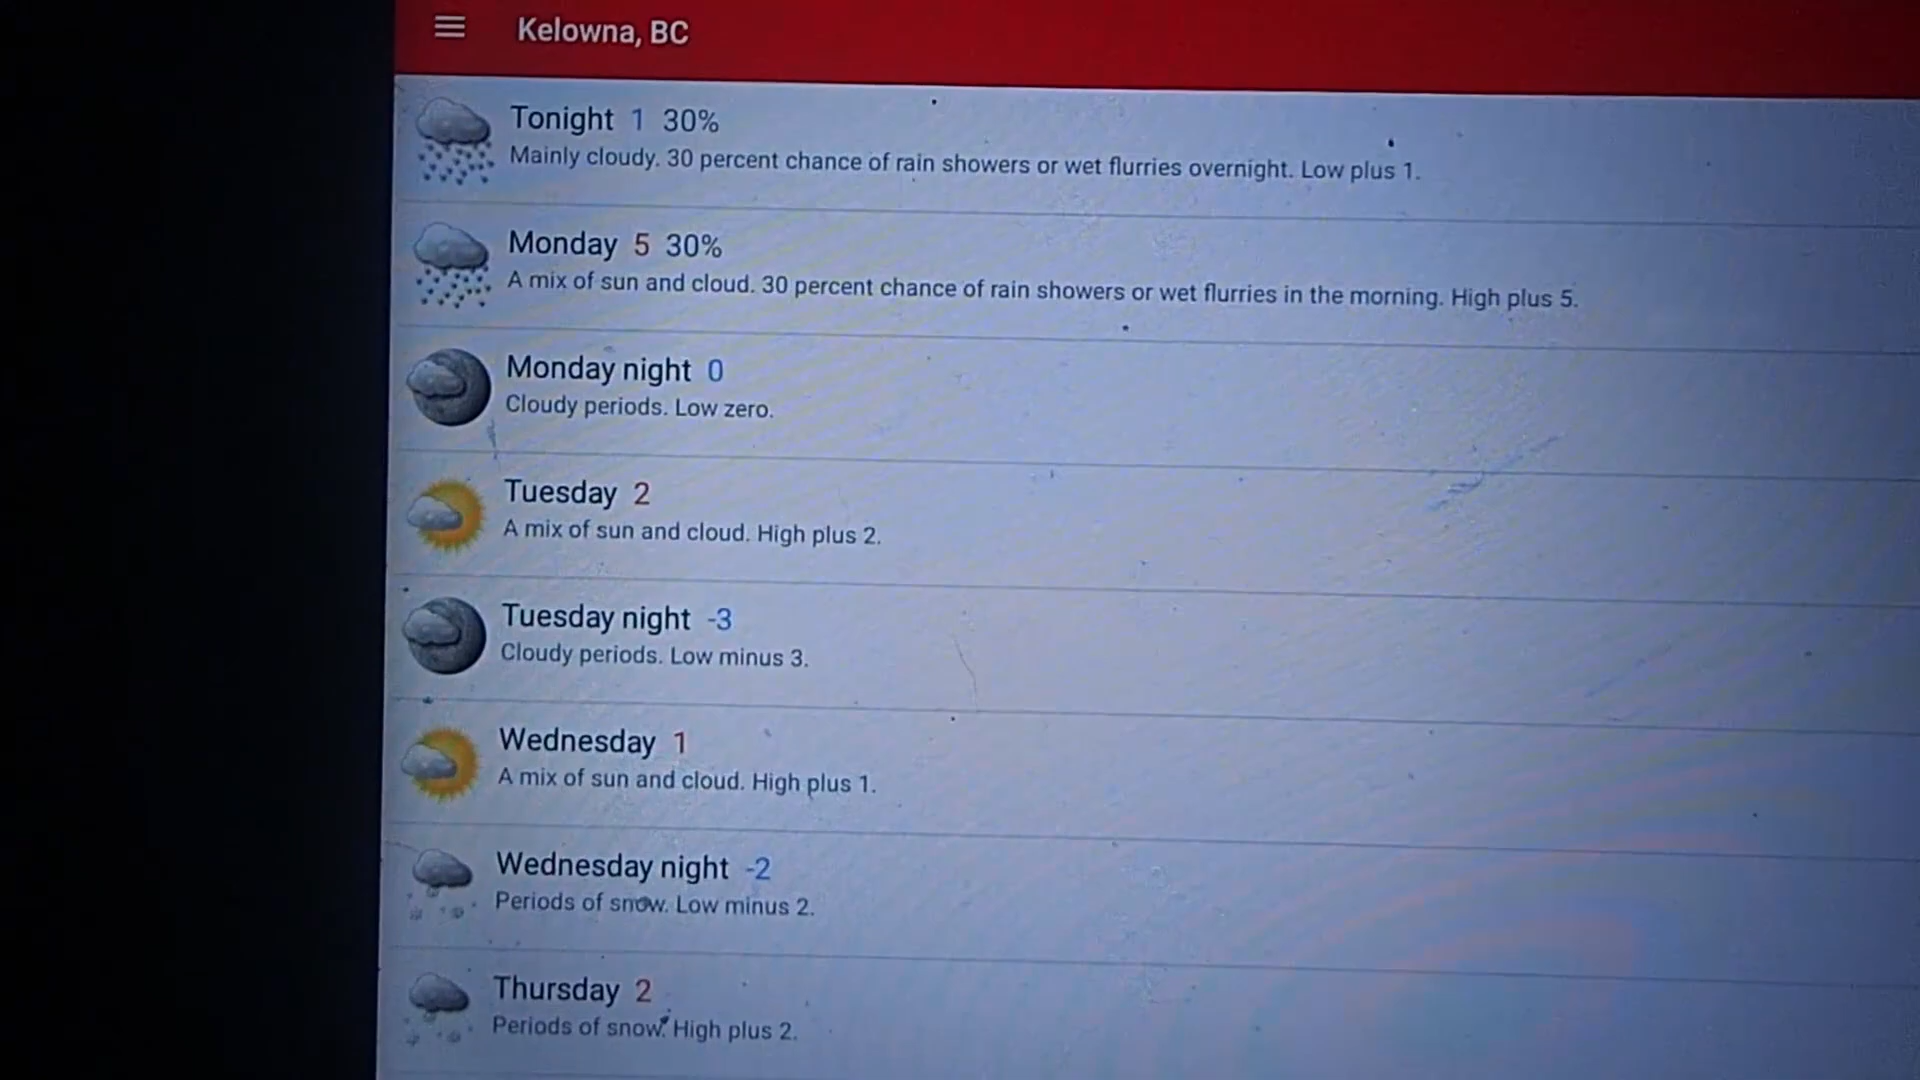 Kelowna, BC
Tonight 1 30%
Mainly cloudy. 30 percent chance of rain showers or wet flurries overnight. Low plus 1.
Monday 5 30%
A mix of sun and cloud. 30 percent chance of rain showers or wet flurries in the morning. High plus 5.
Monday night 0
Cloudy periods. Low zero.
Tuesday 2
A mix of sun and cloud. High plus 2.
Tuesday night -3
Cloudy periods. Low minus 3.
Wednesday 1
A mix of sun and cloud. High plus 1.
Wednesday night -2
Periods of snow. Low minus 2.
Thursday 2
Periods of snow. High plus 2.